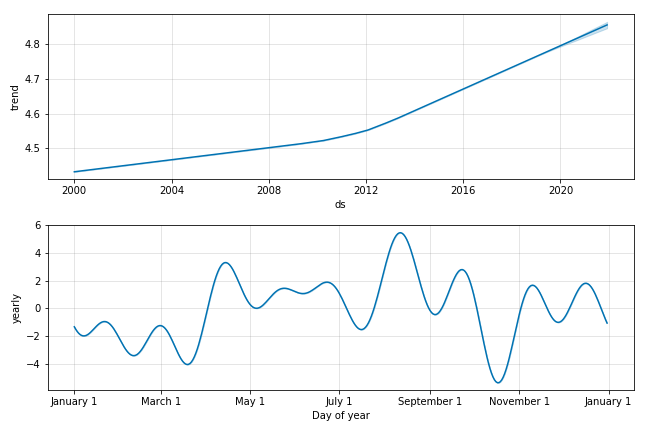 4.8
4.7
4.6
4.5
trend
2000 2004 2008 2012 2016 2020
ds
6
4
2
0
−2
−4
yearly
January 1 March 1 May 1 July 1 September 1 November 1 January 1
Day of year